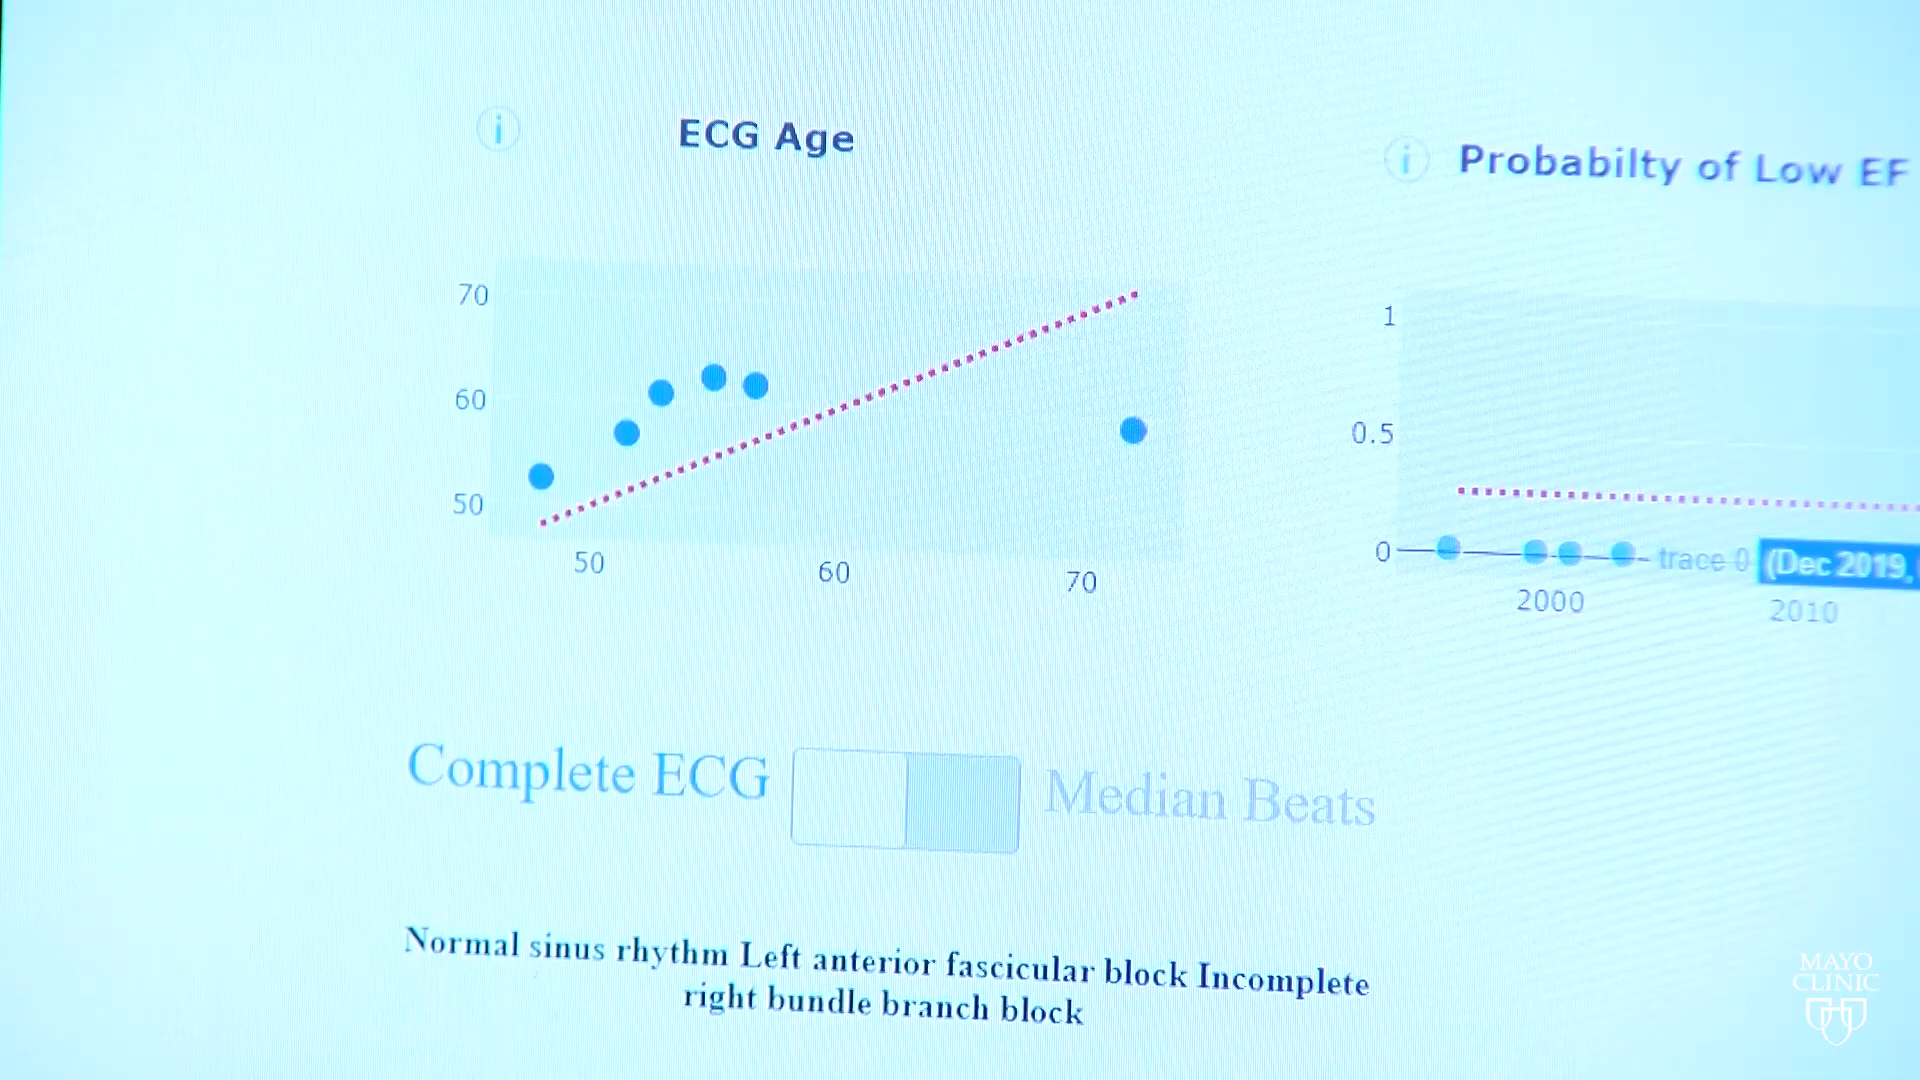 i
ECG Age
i
Probabilty of Low EF
70
60
50
50
60
70
1
0.5
0
trace 0
(Dec 2019,
2000
2010
Complete ECG
Median Beats
Normal sinus rhythm Left anterior fascicular block Incomplete
right bundle branch block
MAYO
CLINIC